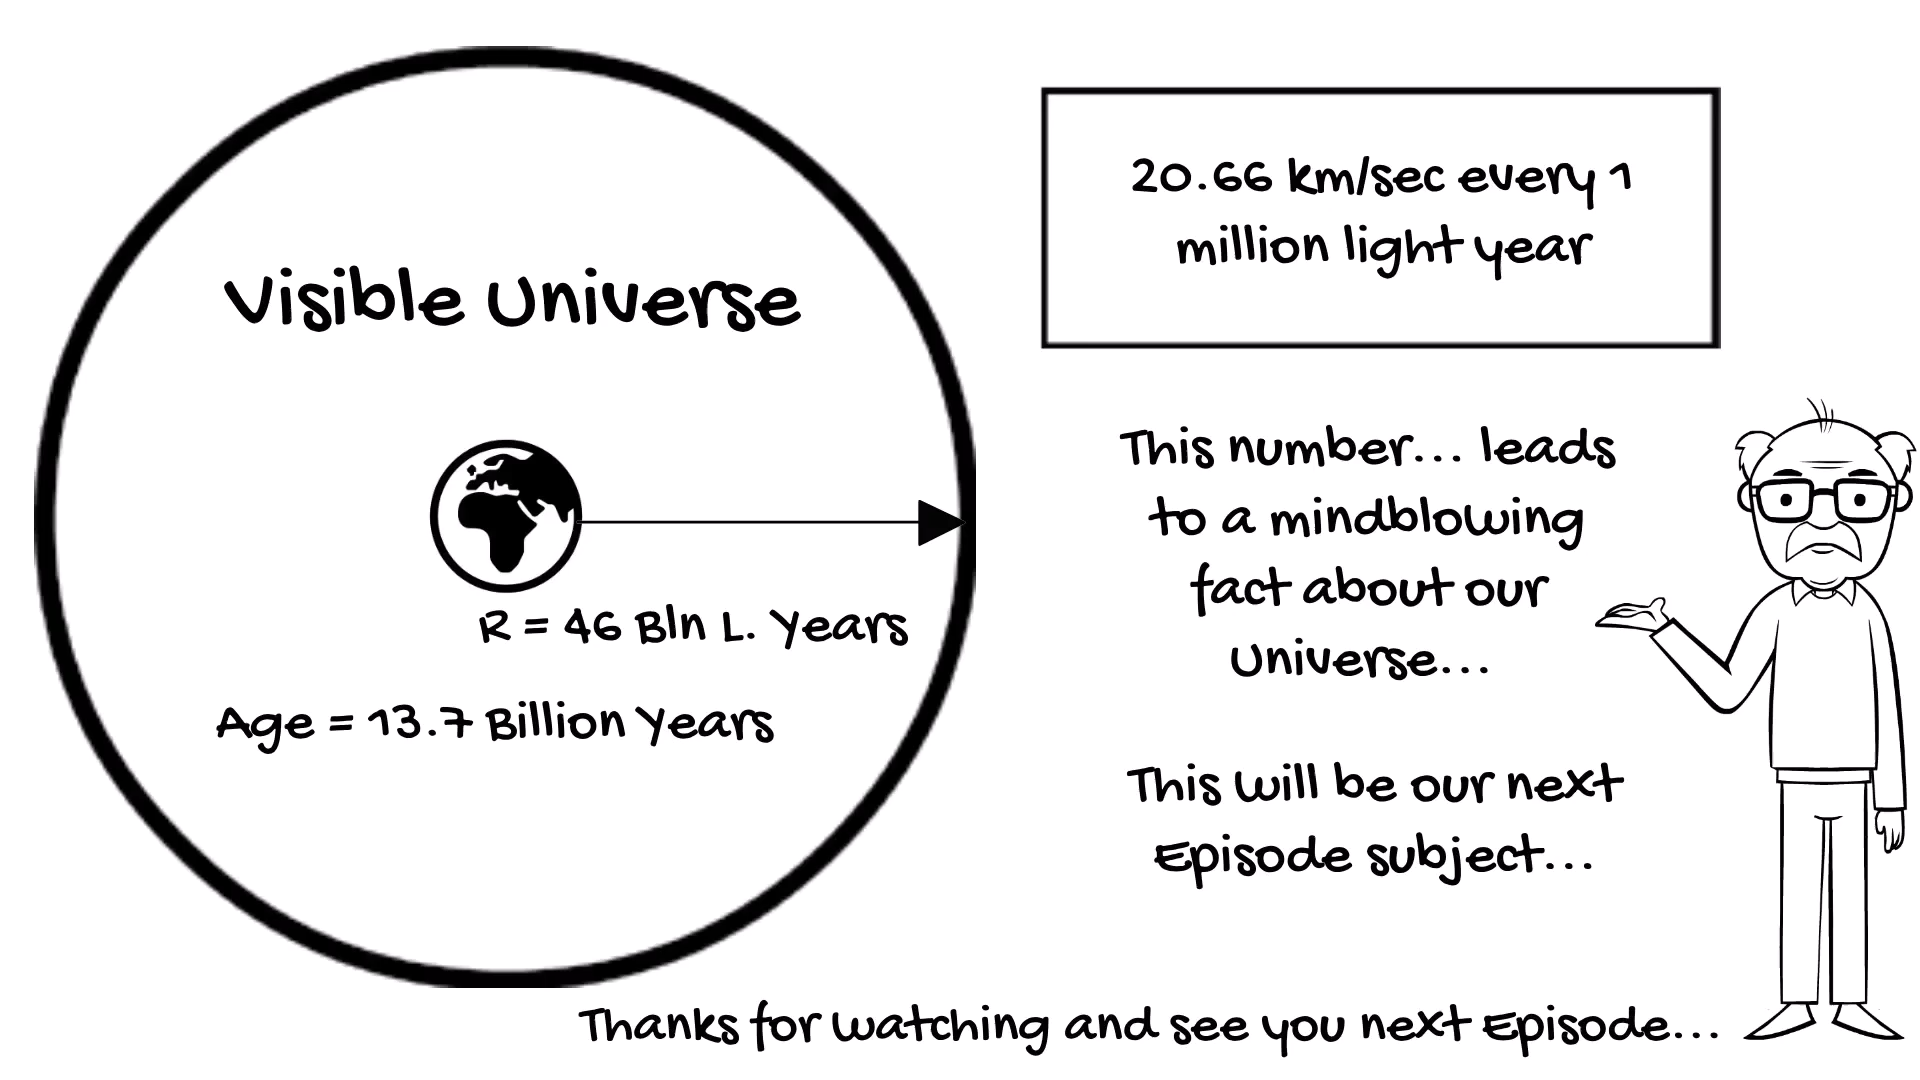 Visible Universe
R = 46 Bln L. Years
Age = 13.7 Billion Years
20.66 km/sec every 1
million light year
This number... leads
to a mindblowing
fact about our
Universe...
This will be our next
Episode subject...
Thanks for watching and see you next Episode...